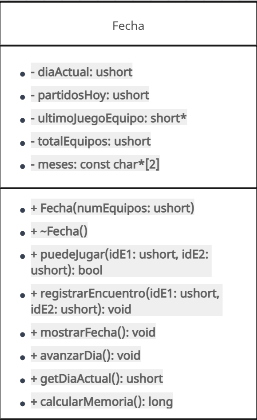 Fecha
- diaActual: ushort
- partidosHoy: ushort
- ultimoJuegoEquipo: short*
- totalEquipos: ushort
- meses: const char*[2]
+ Fecha(numEquipos: ushort)
+ ~Fecha()
+ puedeJugar(idE1: ushort, idE2:
ushort): bool
+ registrarEncuentro(idE1: ushort,
idE2: ushort): void
+ mostrarFecha(): void
+ avanzarDia(): void
+ getDiaActual(): ushort
+ calcularMemoria(): long